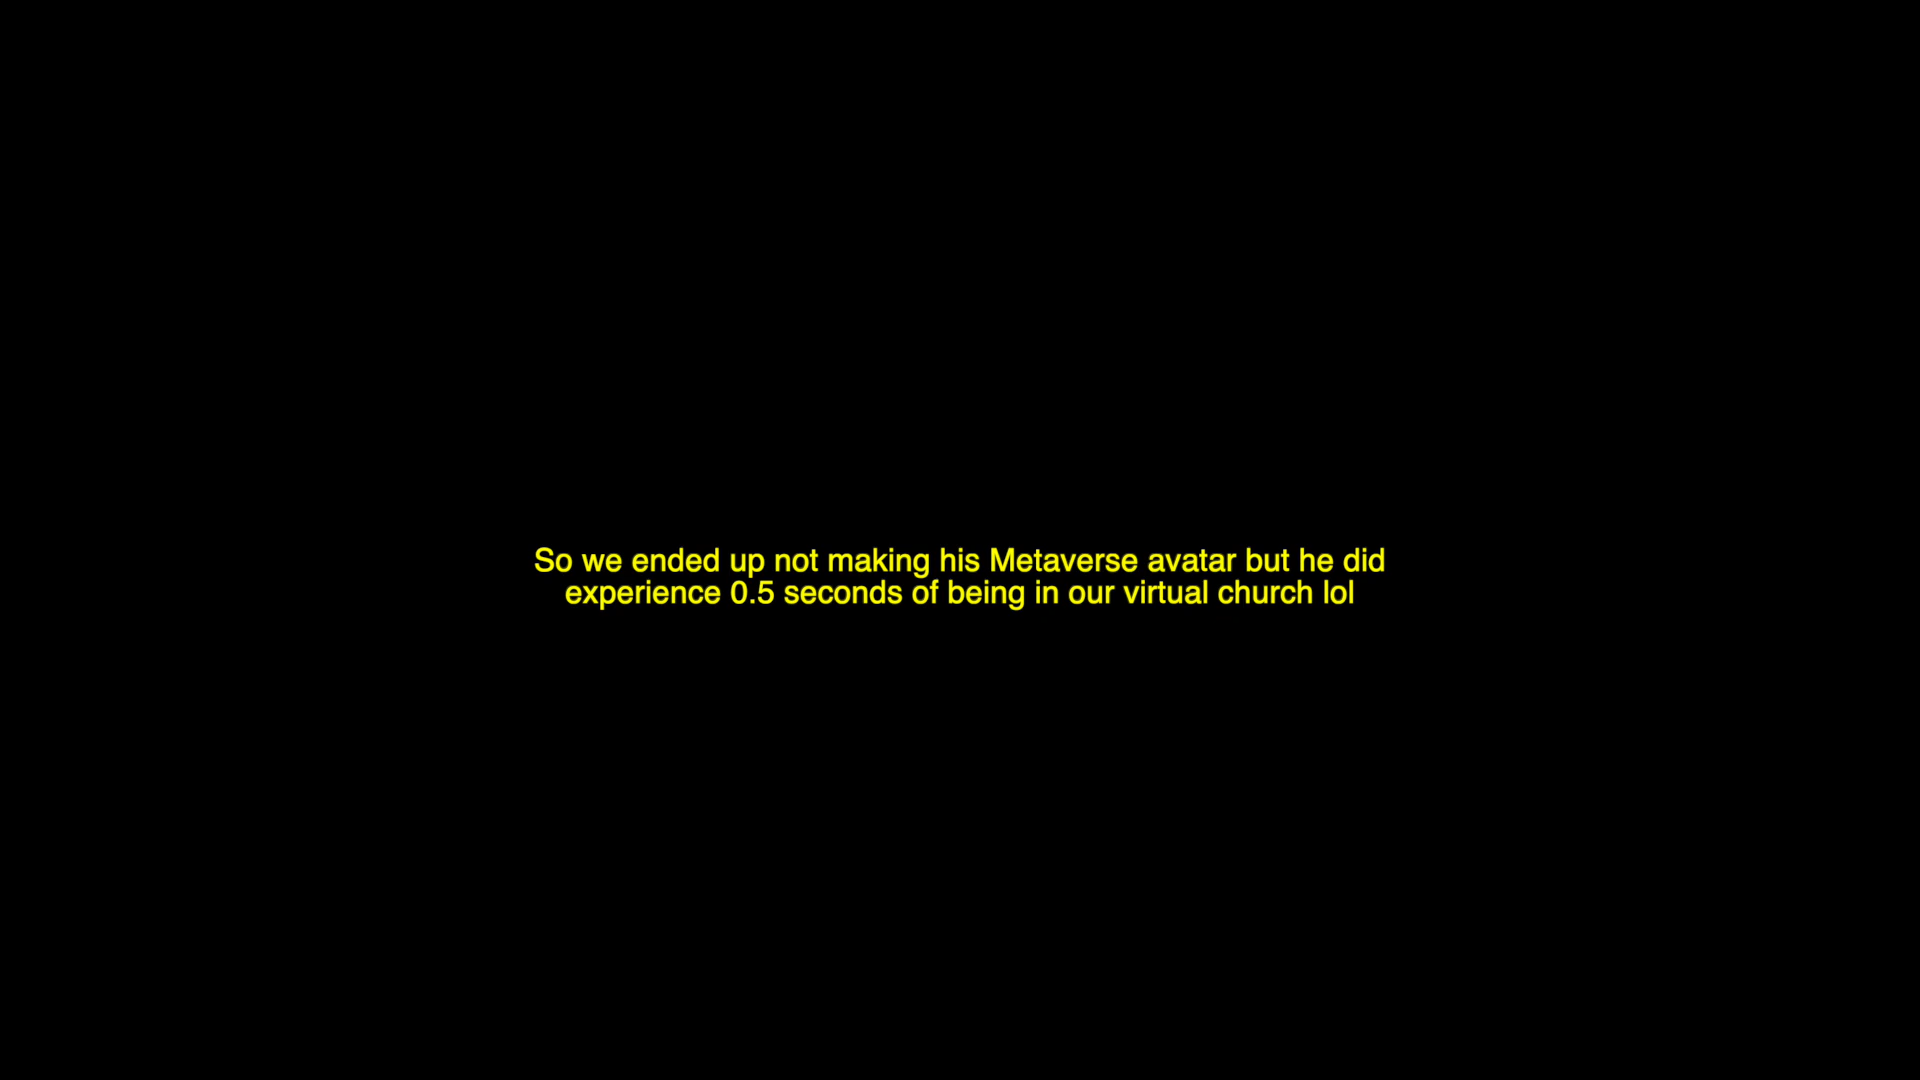 So we ended up not making his Metaverse avatar but he did
experience 0.5 seconds of being in our virtual church lol